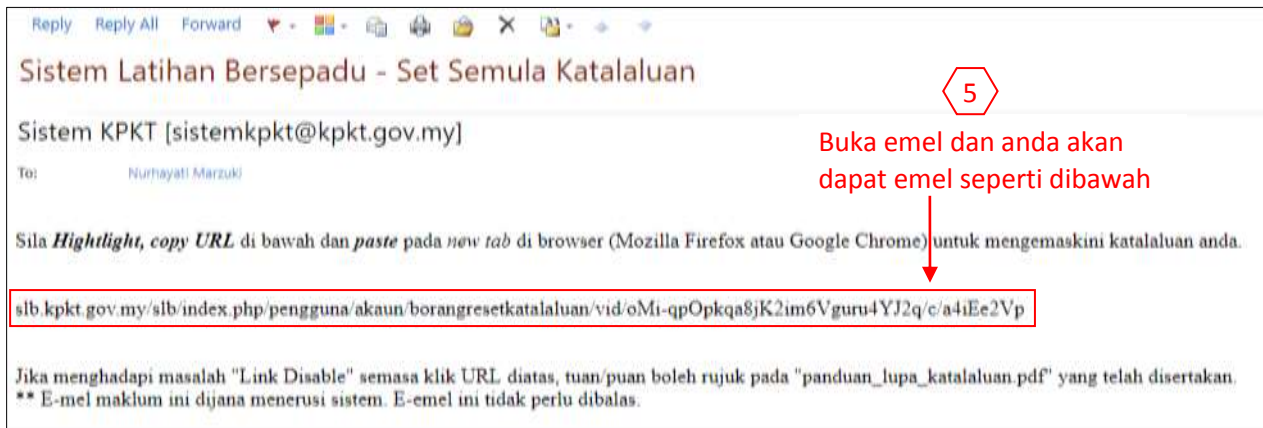 Reply Reply All Forward
Sistem Latihan Bersepadu - Set Semula Katalaluan
5
Sistem KPKT [sistemkpkt@kpkt.gov.my]
Buka emel dan anda akan
dapat emel seperti dibawah
To: Nurhayati Marzuki
Sila Hightlight, copy URL di bawah dan paste pada new tab di browser (Mozilla Firefox atau Google Chrome) untuk mengemaskini katalaluan anda.
slb.kpkt.gov.my/slb/index.php/pengguna/akaun/borangresetkatalaluan/vid/oMi-qpOpkqa8jK2im6Vguru4YJ2q/c/a4iEe2Vp
Jika menghadapi masalah "Link Disable" semasa klik URL diatas, tuan/puan boleh rujuk pada "panduan_lupa_katalaluan.pdf" yang telah disertakan.
** E-mel maklum ini dijana menerusi sistem. E-emel ini tidak perlu dibalas.